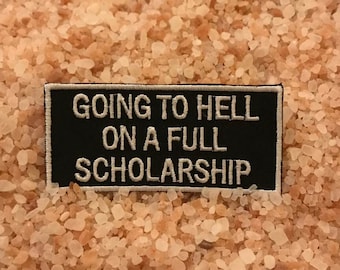 GOING TO HELL
ON A FULL
SCHOLARSHIP